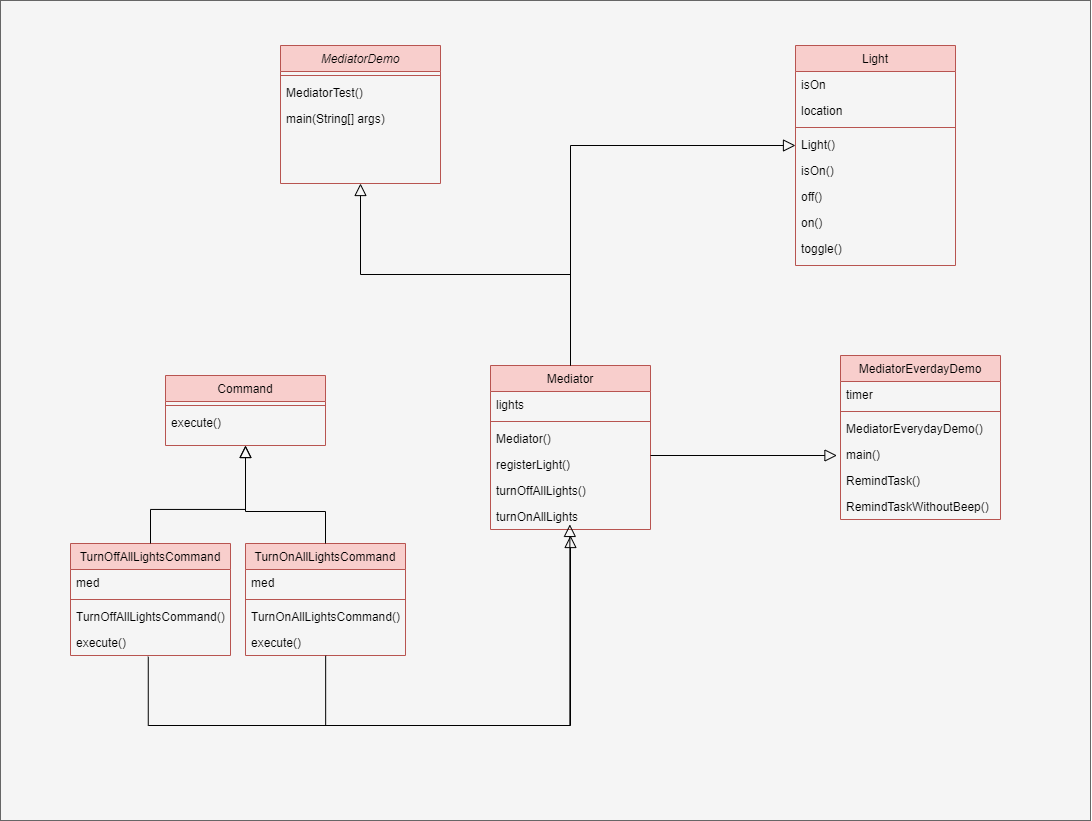 MediatorDemo
MediatorTest()
main(String[] args)
Light
isOn
location
Light()
isOn()
off()
on()
toggle()
Command
execute()
Mediator
lights
Mediator()
registerLight()
turnOffAllLights()
turnOnAllLights
MediatorEverdayDemo
timer
MediatorEverydayDemo()
main()
RemindTask()
RemindTaskWithoutBeep()
TurnOffAllLightsCommand
med
TurnOffAllLightsCommand()
execute()
TurnOnAllLightsCommand
med
TurnOnAllLightsCommand()
execute()